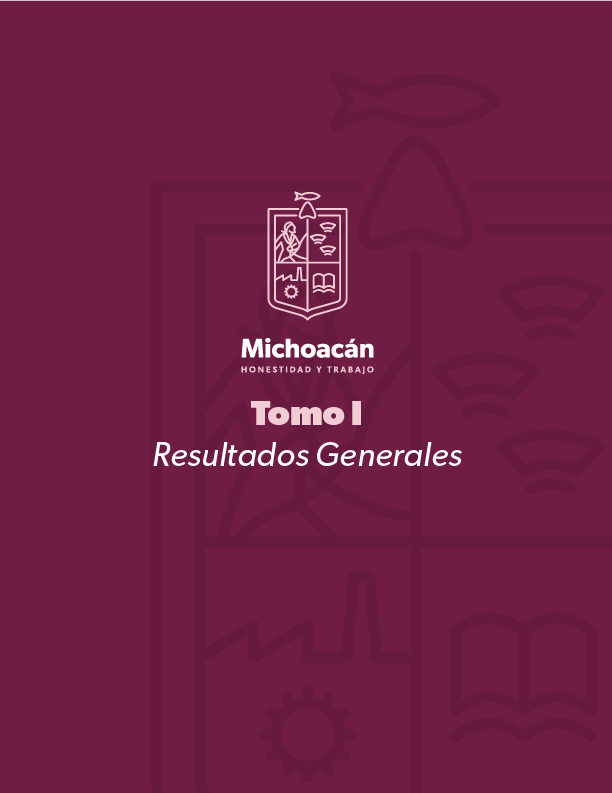 Michoacán
HONESTIDAD Y TRABAJO
Tomo I
Resultados Generales